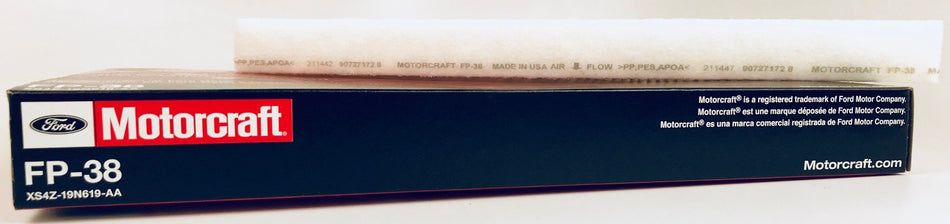 >PP,PES,APOA< 211442 90727172 8 MOTORCRAFT FP-38 MADE IN USA AIR FLOW >PP,PES,APOA< 211447 90727172 8 MOTORCRAFT FP-38
Ford
Motorcraft®
FP-38
XS4Z-19N619-AA
Motorcraft® is a registered trademark of Ford Motor Company.
Motorcraft® est une marque déposée de Ford Motor Company.
Motorcraft® es una marca comercial registrada de Ford Motor Company.
Motorcraft.com